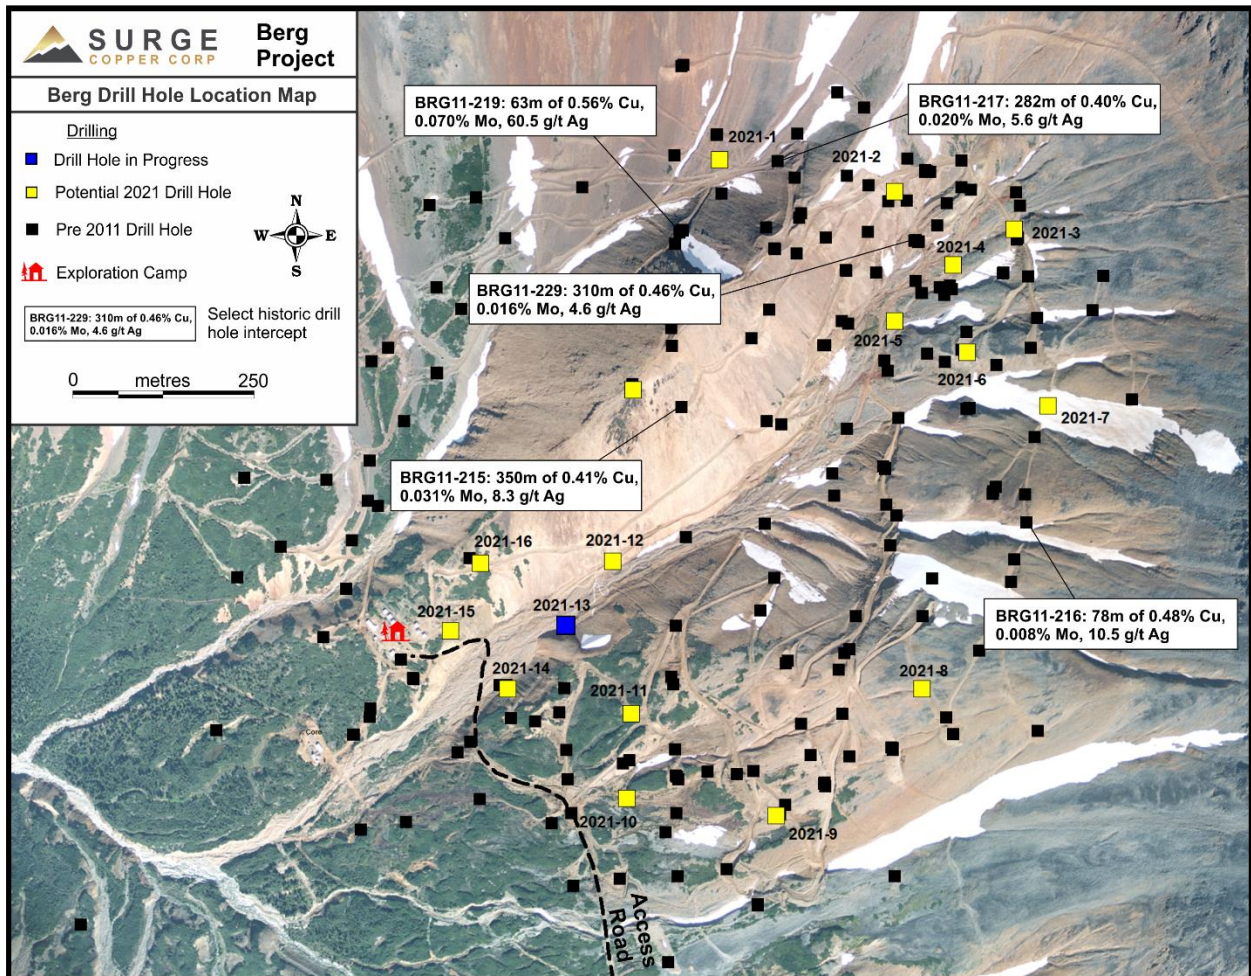 SURGE
COPPER CORP
Berg
Project
Berg Drill Hole Location Map
Drilling
Drill Hole in Progress
Potential 2021 Drill Hole
Pre 2011 Drill Hole
N
W E
S
Exploration Camp
BRG11-229: 310m of 0.46% Cu,
0.016% Mo, 4.6 g/t Ag
Select historic drill
hole intercept
0 metres 250
BRG11-219: 63m of 0.56% Cu,
0.070% Mo, 60.5 g/t Ag
BRG11-217: 282m of 0.40% Cu,
0.020% Mo, 5.6 g/t Ag
2021-1
2021-2
2021-3
2021-4
BRG11-229: 310m of 0.46% Cu,
0.016% Mo, 4.6 g/t Ag
2021-5
2021-6
2021-7
BRG11-215: 350m of 0.41% Cu,
0.031% Mo, 8.3 g/t Ag
2021-16
2021-12
2021-15
2021-13
BRG11-216: 78m of 0.48% Cu,
0.008% Mo, 10.5 g/t Ag
2021-14
2021-11
2021-8
Core
2021-10
2021-9
Access
Road